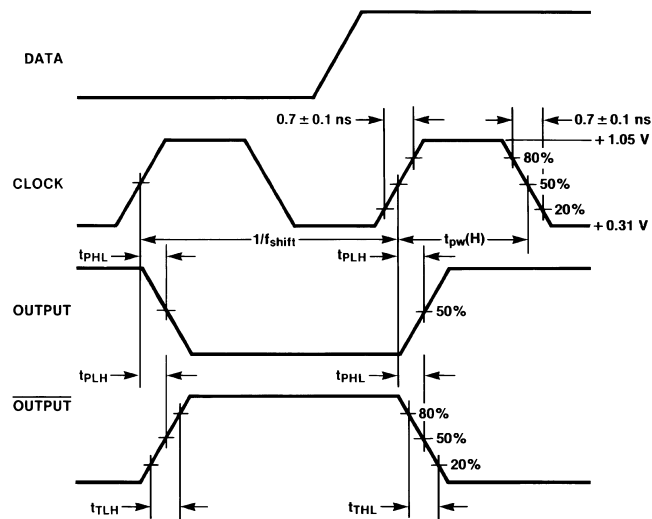 DATA
0.7 ± 0.1 ns
0.7 ± 0.1 ns
+ 1.05 V
80%
CLOCK
50%
20%
+ 0.31 V
1/fshift
tpw(H)
tPHL
tPLH
OUTPUT
50%
tPLH
tPHL
OUTPUT
80%
50%
20%
tTLH
tTHL